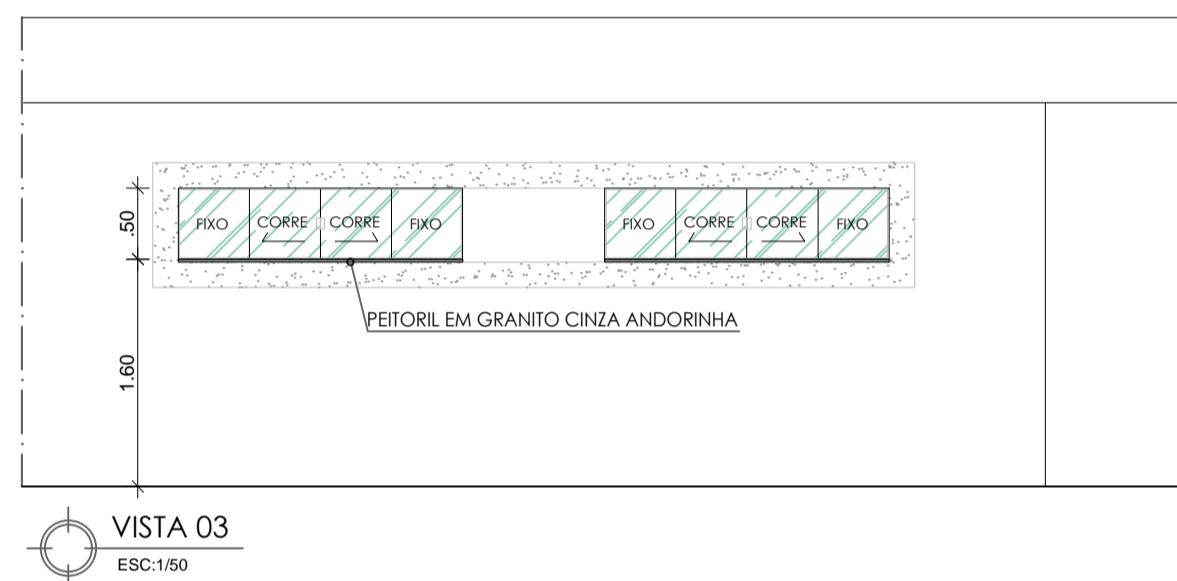 .50
FIXO CORRE CORRE FIXO FIXO CORRE CORRE FIXO
PEITORIL EM GRANITO CINZA ANDORINHA
1.60
VISTA 03
ESC:1/50